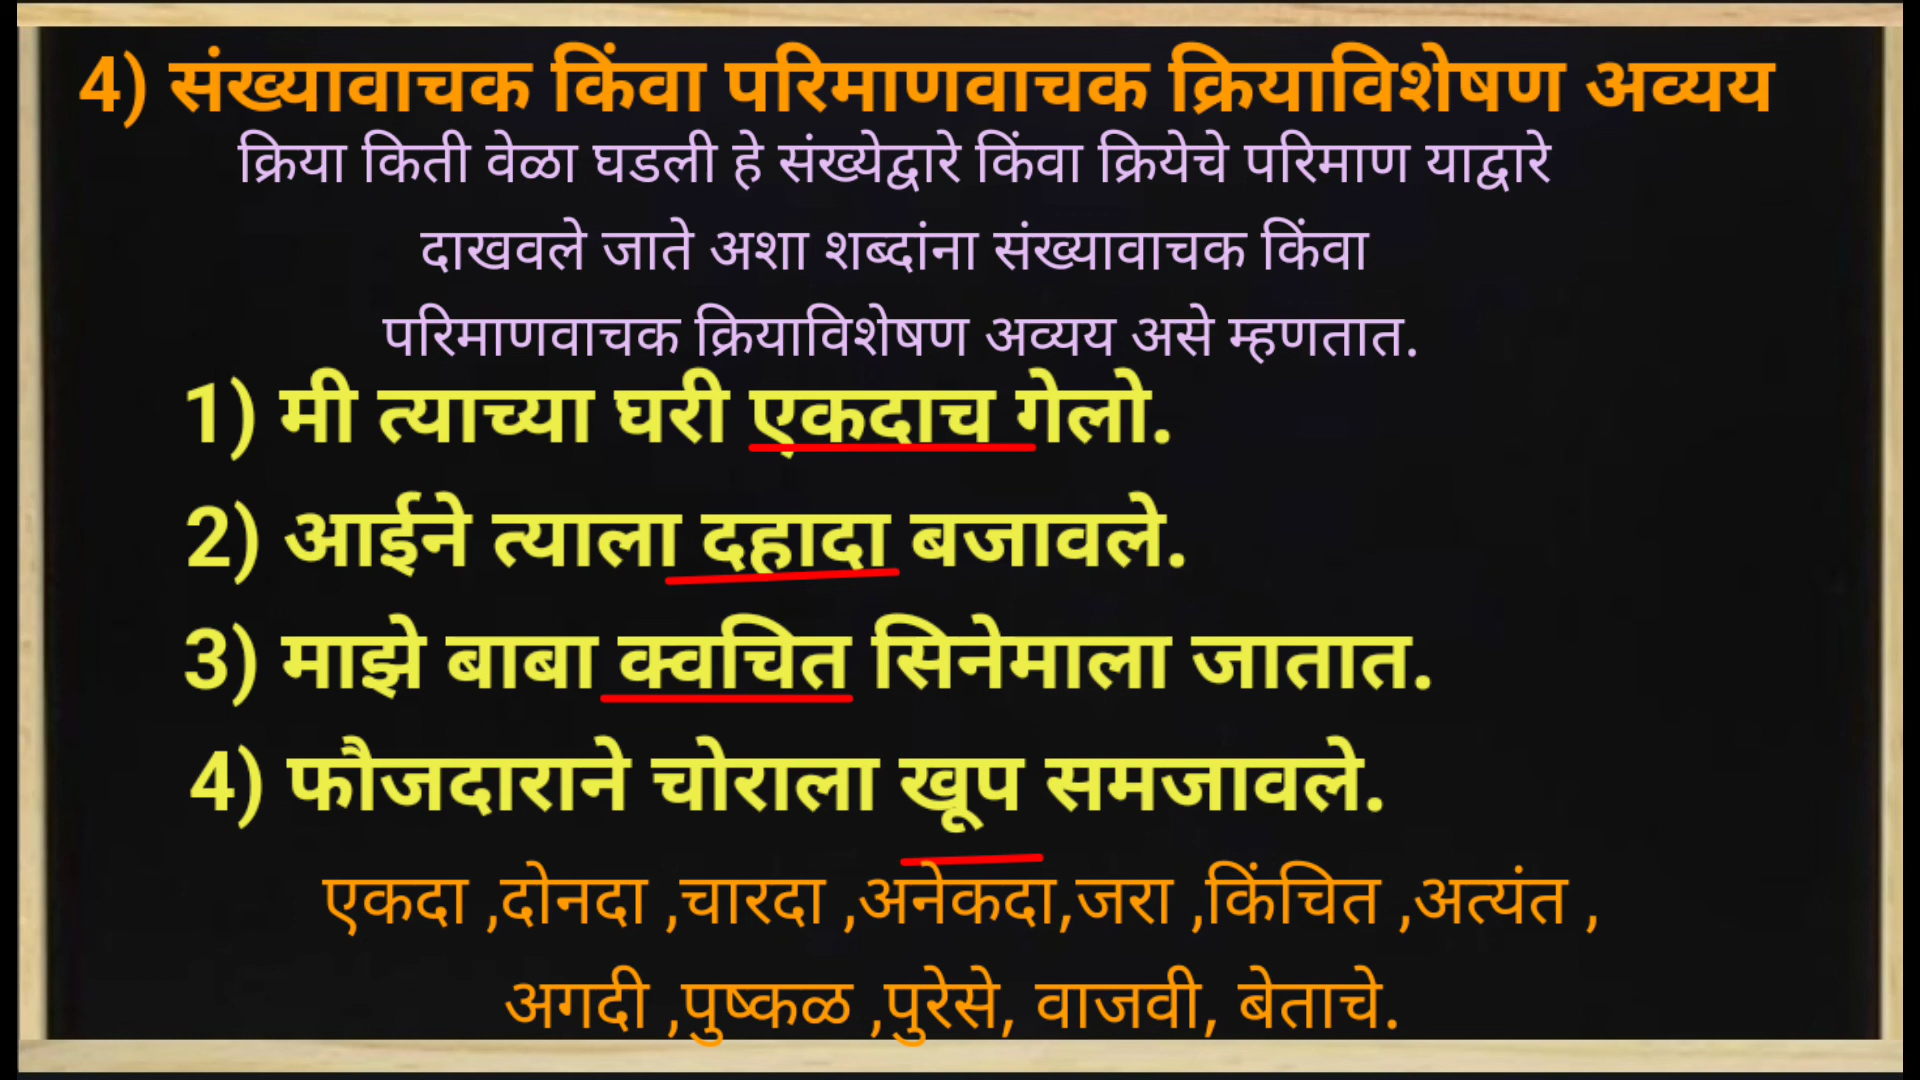 4) संख्यावाचक किंवा परिमाणवाचक क्रियाविशेषण अव्यय
क्रिया किती वेळा घडली हे संख्येद्वारे किंवा क्रियेचे परिमाण याद्वारे
दाखवले जाते अशा शब्दांना संख्यावाचक किंवा
परिमाणवाचक क्रियाविशेषण अव्यय असे म्हणतात.
1) मी त्याच्या घरी एकदाच गेलो.
2) आईने त्याला दहादा बजावले.
3) माझे बाबा क्वचित सिनेमाला जातात.
4) फौजदाराने चोराला खूप समजावले.
एकदा ,दोनदा ,चारदा ,अनेकदा,जरा ,किंचित ,अत्यंत ,
अगदी ,पुष्कळ ,पुरेसे, वाजवी, बेताचे.